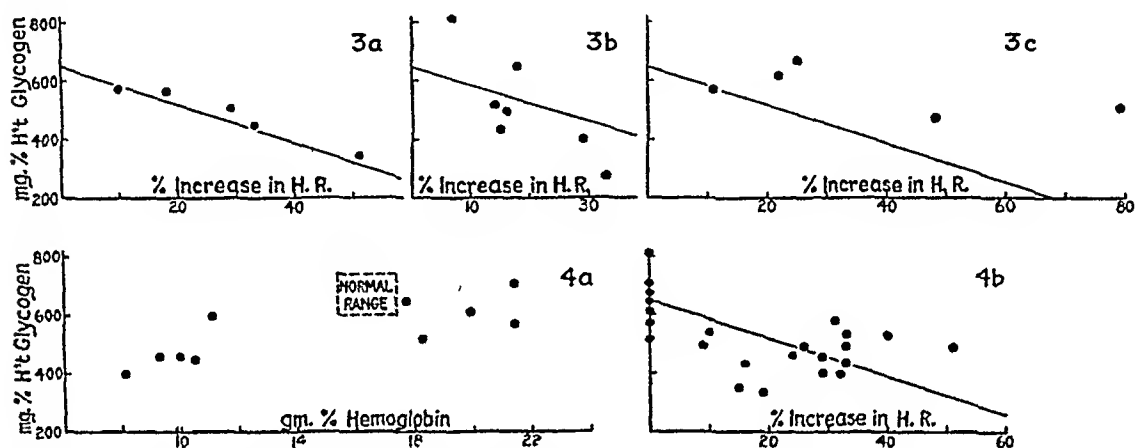 800
600
400
200
mg. % H't Glycogen
3a
% Increase in H. R.
20
40
3b
% Increase in H.R
10
30
3c
% Increase in H. R.
20
40
60
80
800
600
400
200
mg. % H't Glycogen
4a
NORMAL
RANGE
gm. % Hemoglobin
10
14
18
22
4b
% Increase in H. R.
20
40
60